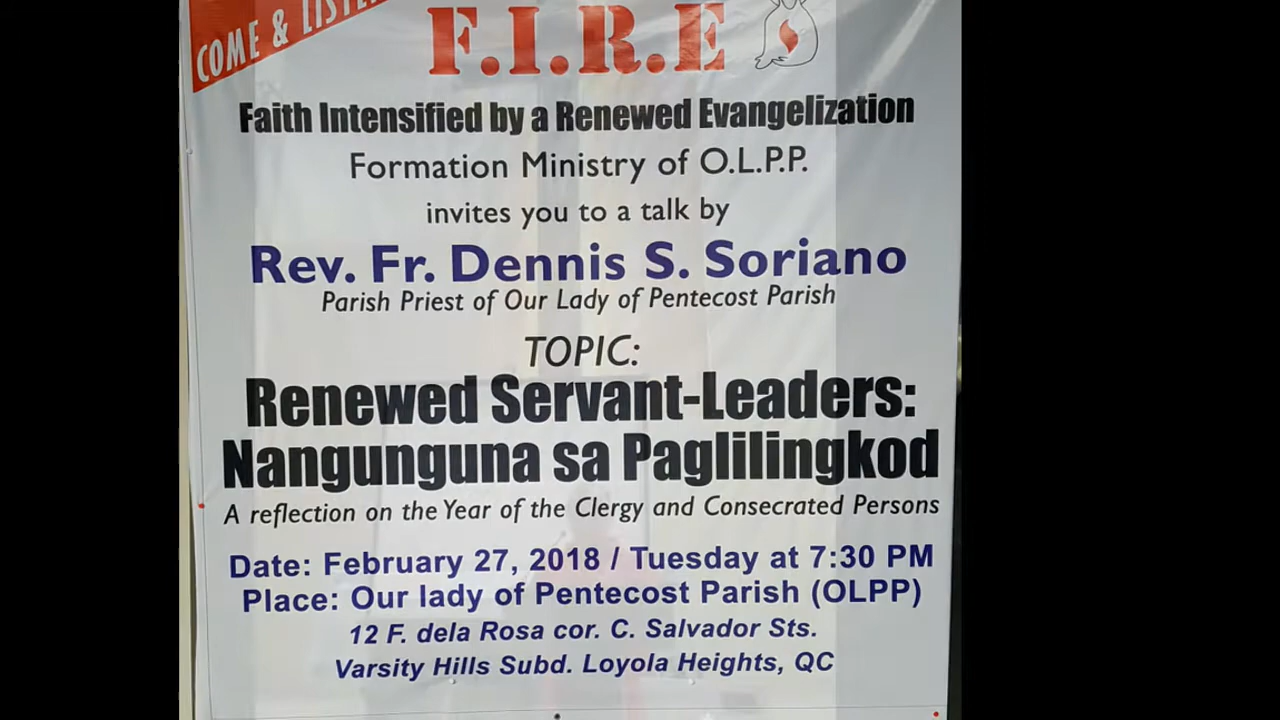 COME & LISTEN
F.I.R.E
Faith Intensified by a Renewed Evangelization
Formation Ministry of O.L.P.P.
invites you to a talk by
Rev. Fr. Dennis S. Soriano
Parish Priest of Our Lady of Pentecost Parish
TOPIC:
Renewed Servant-Leaders:
Nangunguna sa Paglilingkod
A reflection on the Year of the Clergy and Consecrated Persons
Date: February 27, 2018 / Tuesday at 7:30 PM
Place: Our lady of Pentecost Parish (OLPP)
12 F. dela Rosa cor. C. Salvador Sts.
Varsity Hills Subd. Loyola Heights, QC